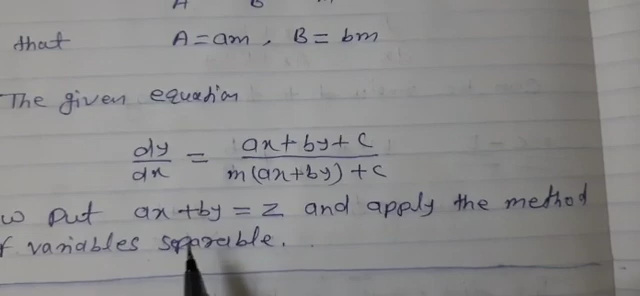 that A = am, B = bm
The given equation
dy/dx = ax+by+c / m(ax+by)+c
put ax+by = z and apply the method
variables separable.